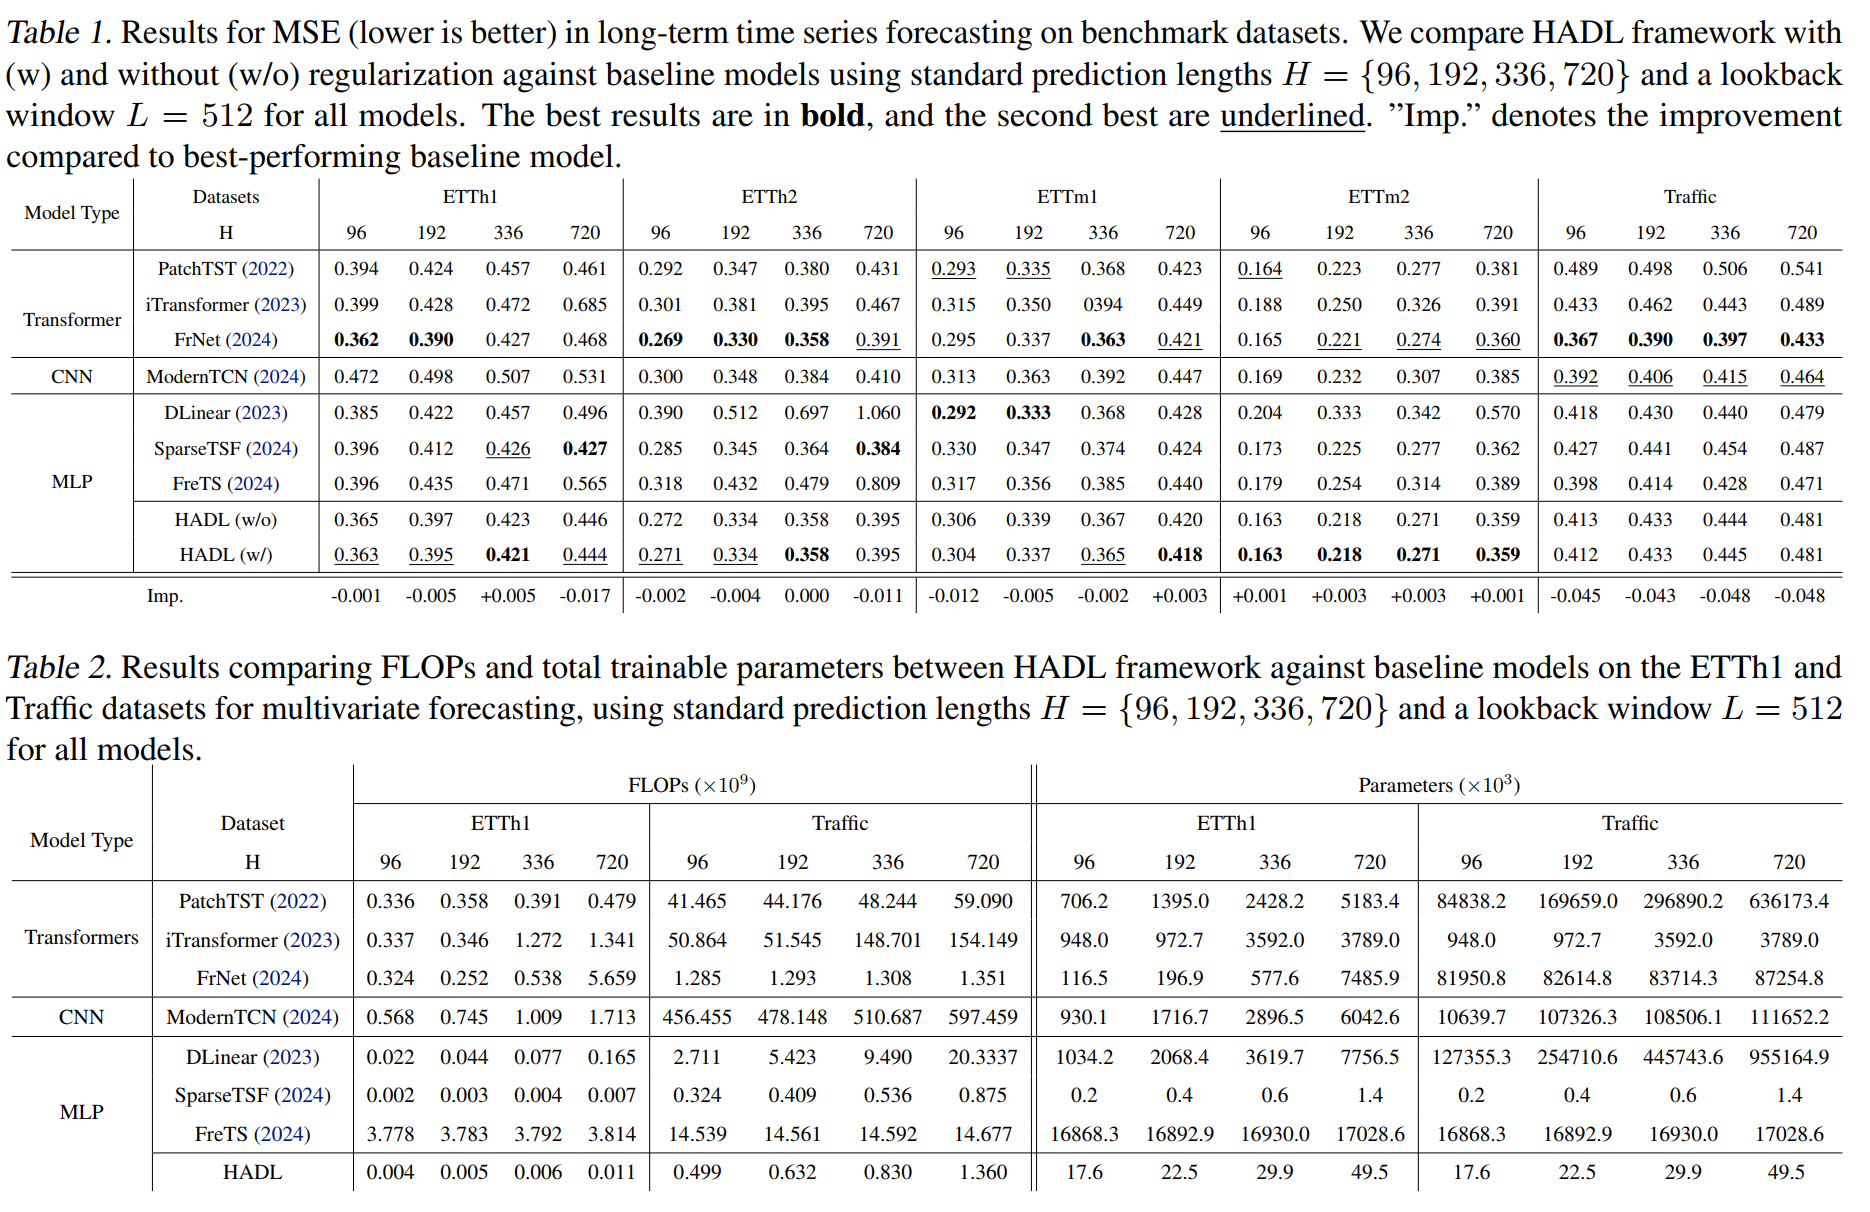 Table 1. Results for MSE (lower is better) in long-term time series forecasting on benchmark datasets. We compare HADL framework with
(w) and without (w/o) regularization against baseline models using standard prediction lengths H = {96, 192, 336, 720} and a lookback
window L = 512 for all models. The best results are in bold, and the second best are underlined. ”Imp.” denotes the improvement
compared to best-performing baseline model.
Model Type Datasets ETTh1 ETTh2 ETTm1 ETTm2 Traffic
H 96 192 336 720 96 192 336 720 96 192 336 720 96 192 336 720 96 192 336 720
PatchTST (2022) 0.394 0.424 0.457 0.461 0.292 0.347 0.380 0.431 0.293 0.335 0.368 0.423 0.164 0.223 0.277 0.381 0.489 0.498 0.506 0.541
Transformer iTransformer (2023) 0.399 0.428 0.472 0.685 0.301 0.381 0.395 0.467 0.315 0.350 0394 0.449 0.188 0.250 0.326 0.391 0.433 0.462 0.443 0.489
FrNet (2024) 0.362 0.390 0.427 0.468 0.269 0.330 0.358 0.391 0.295 0.337 0.363 0.421 0.165 0.221 0.274 0.360 0.367 0.390 0.397 0.433
CNN ModernTCN (2024) 0.472 0.498 0.507 0.531 0.300 0.348 0.384 0.410 0.313 0.363 0.392 0.447 0.169 0.232 0.307 0.385 0.392 0.406 0.415 0.464
DLinear (2023) 0.385 0.422 0.457 0.496 0.390 0.512 0.697 1.060 0.292 0.333 0.368 0.428 0.204 0.333 0.342 0.570 0.418 0.430 0.440 0.479
SparseTSF (2024) 0.396 0.412 0.426 0.427 0.285 0.345 0.364 0.384 0.330 0.347 0.374 0.424 0.173 0.225 0.277 0.362 0.427 0.441 0.454 0.487
MLP FreTS (2024) 0.396 0.435 0.471 0.565 0.318 0.432 0.479 0.809 0.317 0.356 0.385 0.440 0.179 0.254 0.314 0.389 0.398 0.414 0.428 0.471
HADL (w/o) 0.365 0.397 0.423 0.446 0.272 0.334 0.358 0.395 0.306 0.339 0.367 0.420 0.163 0.218 0.271 0.359 0.413 0.433 0.444 0.481
HADL (w/) 0.363 0.395 0.421 0.444 0.271 0.334 0.358 0.395 0.304 0.337 0.365 0.418 0.163 0.218 0.271 0.359 0.412 0.433 0.445 0.481
Imp. -0.001 -0.005 +0.005 -0.017 -0.002 -0.004 0.000 -0.011 -0.012 -0.005 -0.002 +0.003 +0.001 +0.003 +0.003 +0.001 -0.045 -0.043 -0.048 -0.048
Table 2. Results comparing FLOPs and total trainable parameters between HADL framework against baseline models on the ETTh1 and
Traffic datasets for multivariate forecasting, using standard prediction lengths H = {96, 192, 336, 720} and a lookback window L = 512
for all models.
FLOPs (×10⁹) Parameters (×10³)
Model Type Dataset ETTh1 Traffic ETTh1 Traffic
H 96 192 336 720 96 192 336 720 96 192 336 720 96 192 336 720
PatchTST (2022) 0.336 0.358 0.391 0.479 41.465 44.176 48.244 59.090 706.2 1395.0 2428.2 5183.4 84838.2 169659.0 296890.2 636173.4
Transformers iTransformer (2023) 0.337 0.346 1.272 1.341 50.864 51.545 148.701 154.149 948.0 972.7 3592.0 3789.0 948.0 972.7 3592.0 3789.0
FrNet (2024) 0.324 0.252 0.538 5.659 1.285 1.293 1.308 1.351 116.5 196.9 577.6 7485.9 81950.8 82614.8 83714.3 87254.8
CNN ModernTCN (2024) 0.568 0.745 1.009 1.713 456.455 478.148 510.687 597.459 930.1 1716.7 2896.5 6042.6 10639.7 107326.3 108506.1 111652.2
DLinear (2023) 0.022 0.044 0.077 0.165 2.711 5.423 9.490 20.3337 1034.2 2068.4 3619.7 7756.5 127355.3 254710.6 445743.6 955164.9
MLP SparseTSF (2024) 0.002 0.003 0.004 0.007 0.324 0.409 0.536 0.875 0.2 0.4 0.6 1.4 0.2 0.4 0.6 1.4
FreTS (2024) 3.778 3.783 3.792 3.814 14.539 14.561 14.592 14.677 16868.3 16892.9 16930.0 17028.6 16868.3 16892.9 16930.0 17028.6
HADL 0.004 0.005 0.006 0.011 0.499 0.632 0.830 1.360 17.6 22.5 29.9 49.5 17.6 22.5 29.9 49.5